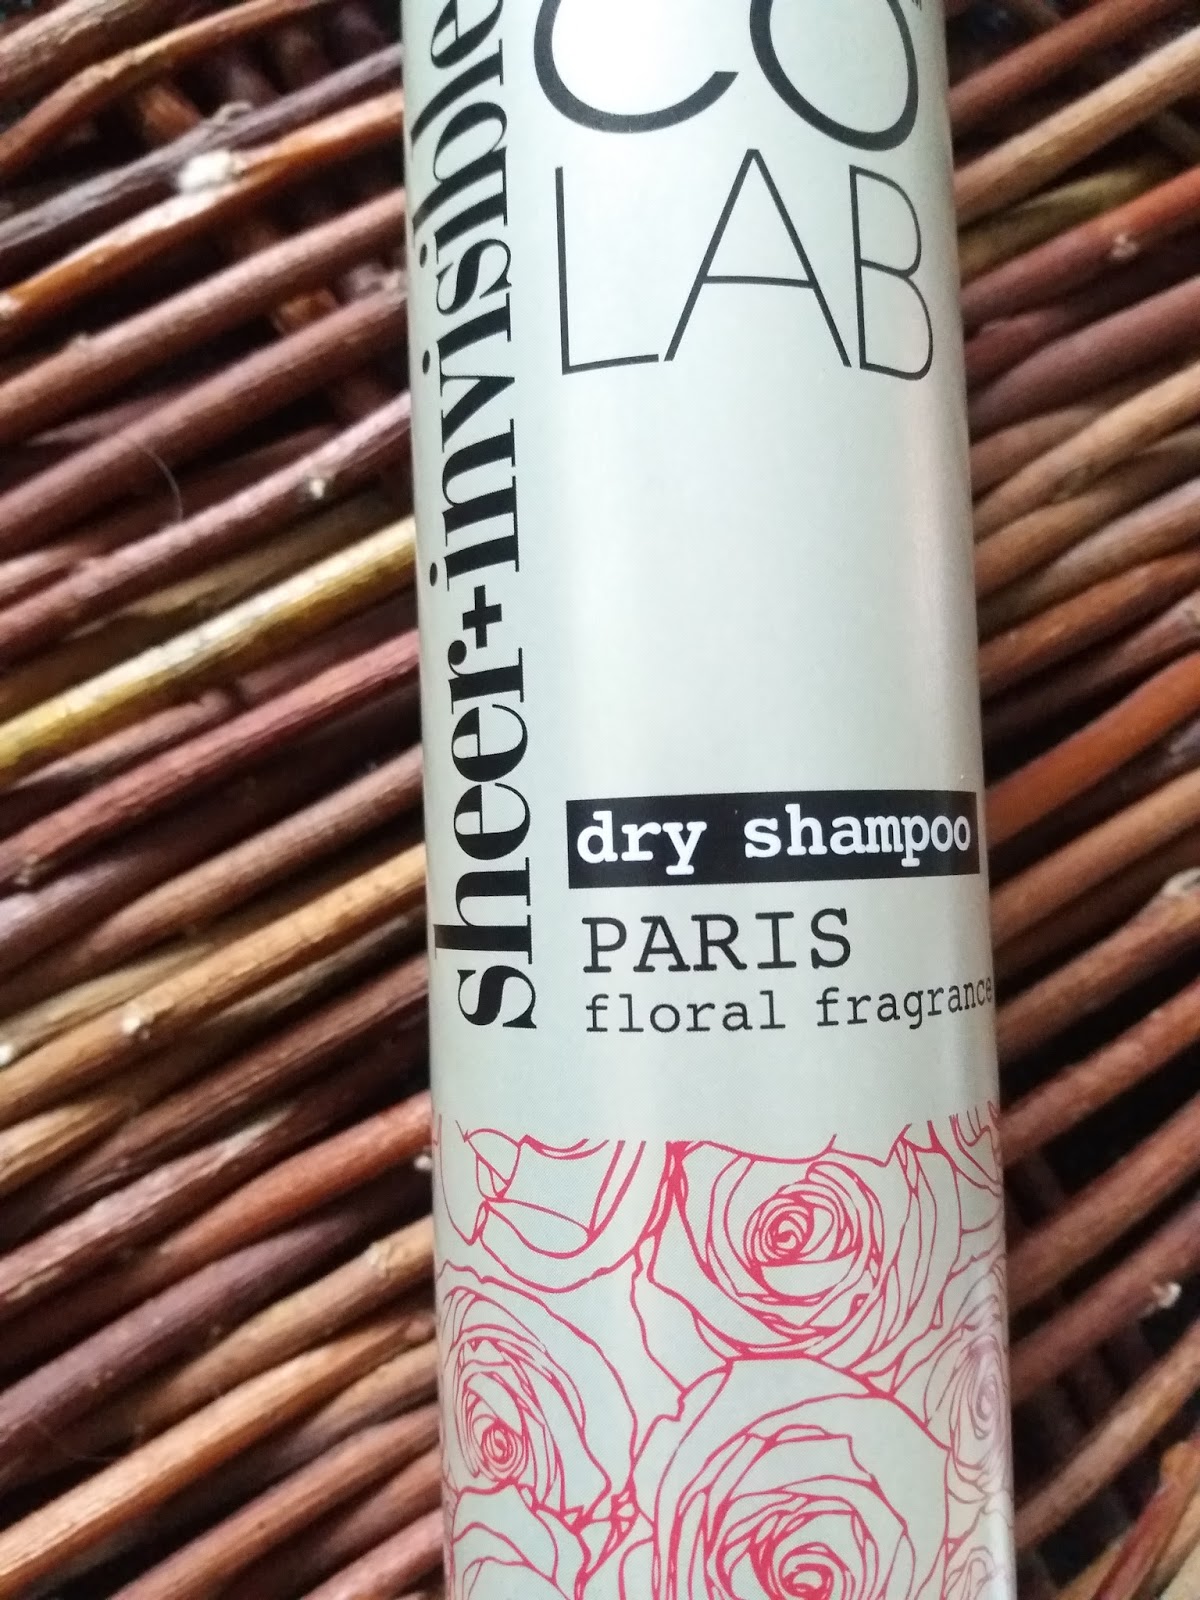 CO
LAB
sheer+invisible
dry shampoo
PARIS
floral fragrance